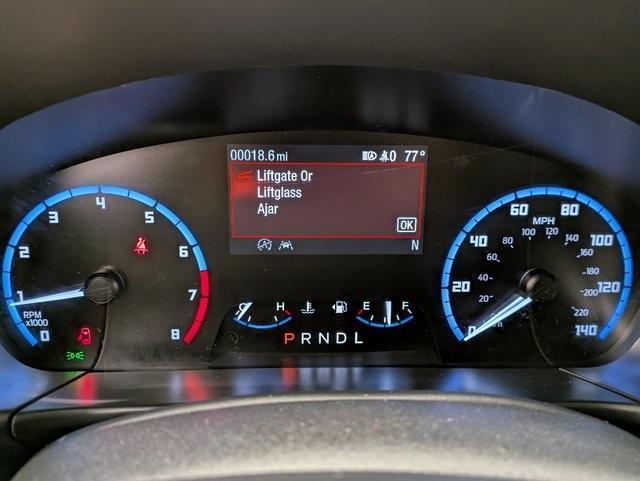 00018.6 mi 0 77°
Liftgate Or
Liftglass
Ajar
OK
N
0 1 2 3 4 5 6 7 8
RPM
x1000
C H E F
PRNDL
0 20 40 60 80 100 120 140
MPH
20 40 60 80 100 120 140 160 200 220